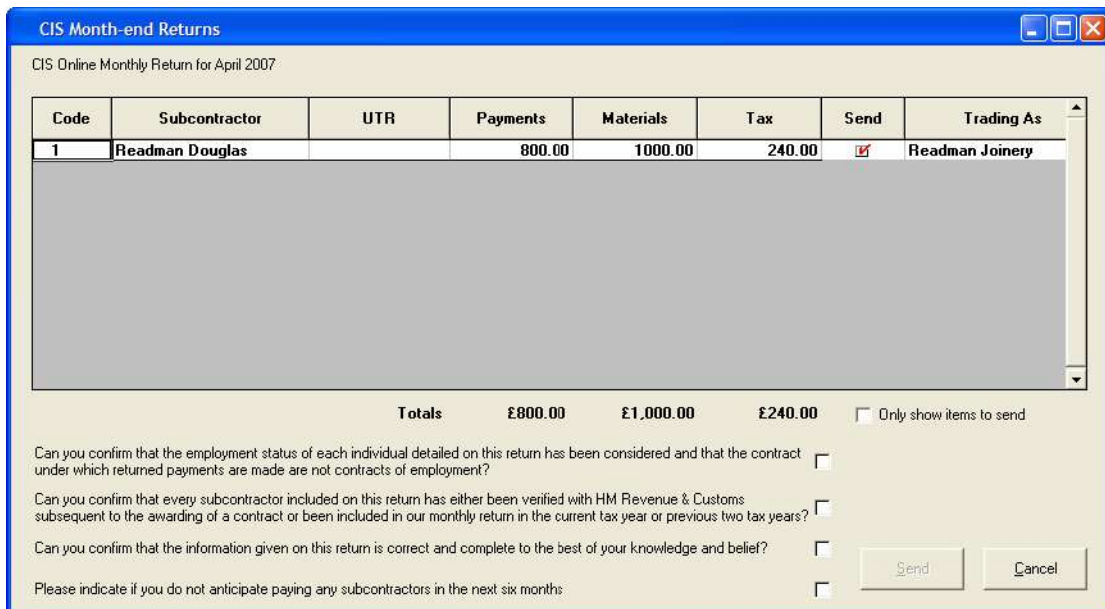 CIS Month-end Returns
CIS Online Monthly Return for April 2007
Code Subcontractor UTR Payments Materials Tax Send Trading As
1 Readman Douglas 800.00 1000.00 240.00 Readman Joinery
Totals £800.00 £1,000.00 £240.00 Only show items to send
Can you confirm that the employment status of each individual detailed on this return has been considered and that the contract
under which returned payments are made are not contracts of employment?
Can you confirm that every subcontractor included on this return has either been verified with HM Revenue & Customs
subsequent to the awarding of a contract or been included in our monthly return in the current tax year or previous two tax years?
Can you confirm that the information given on this return is correct and complete to the best of your knowledge and belief?
Send Cancel
Please indicate if you do not anticipate paying any subcontractors in the next six months